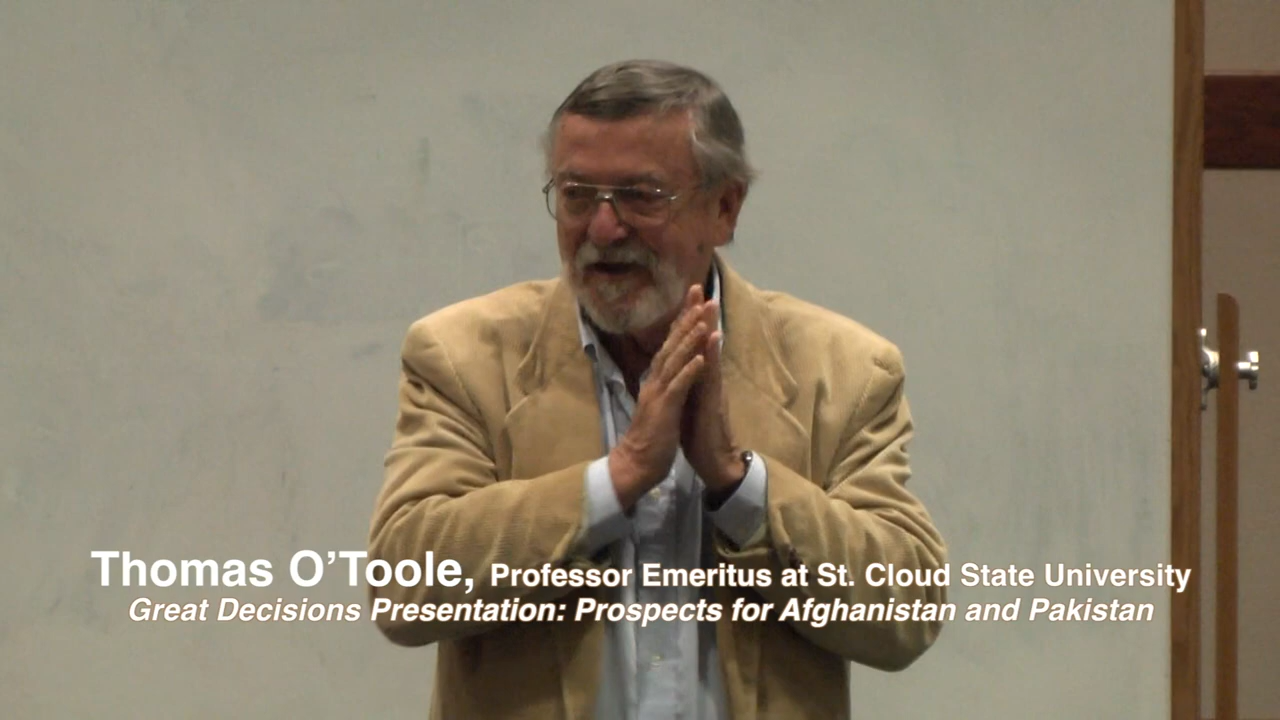 Thomas O'Toole, Professor Emeritus at St. Cloud State University
Great Decisions Presentation: Prospects for Afghanistan and Pakistan